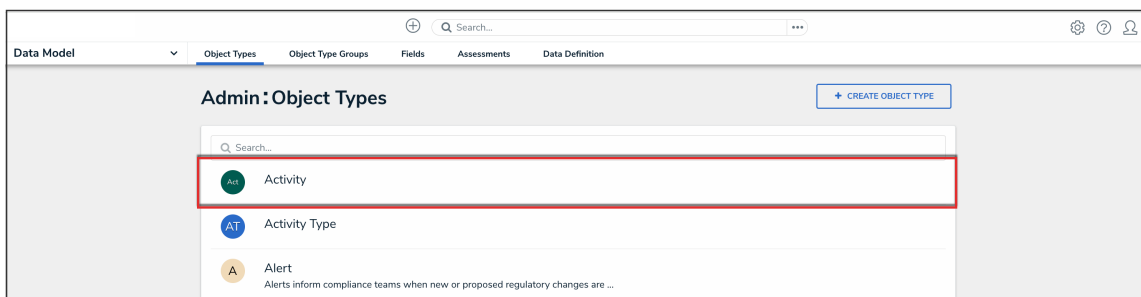 Search...
Data Model
Object Types Object Type Groups Fields Assessments Data Definition
Admin:Object Types
+ CREATE OBJECT TYPE
Search...
Act Activity
AT Activity Type
A Alert
Alerts inform compliance teams when new or proposed regulatory changes are ...